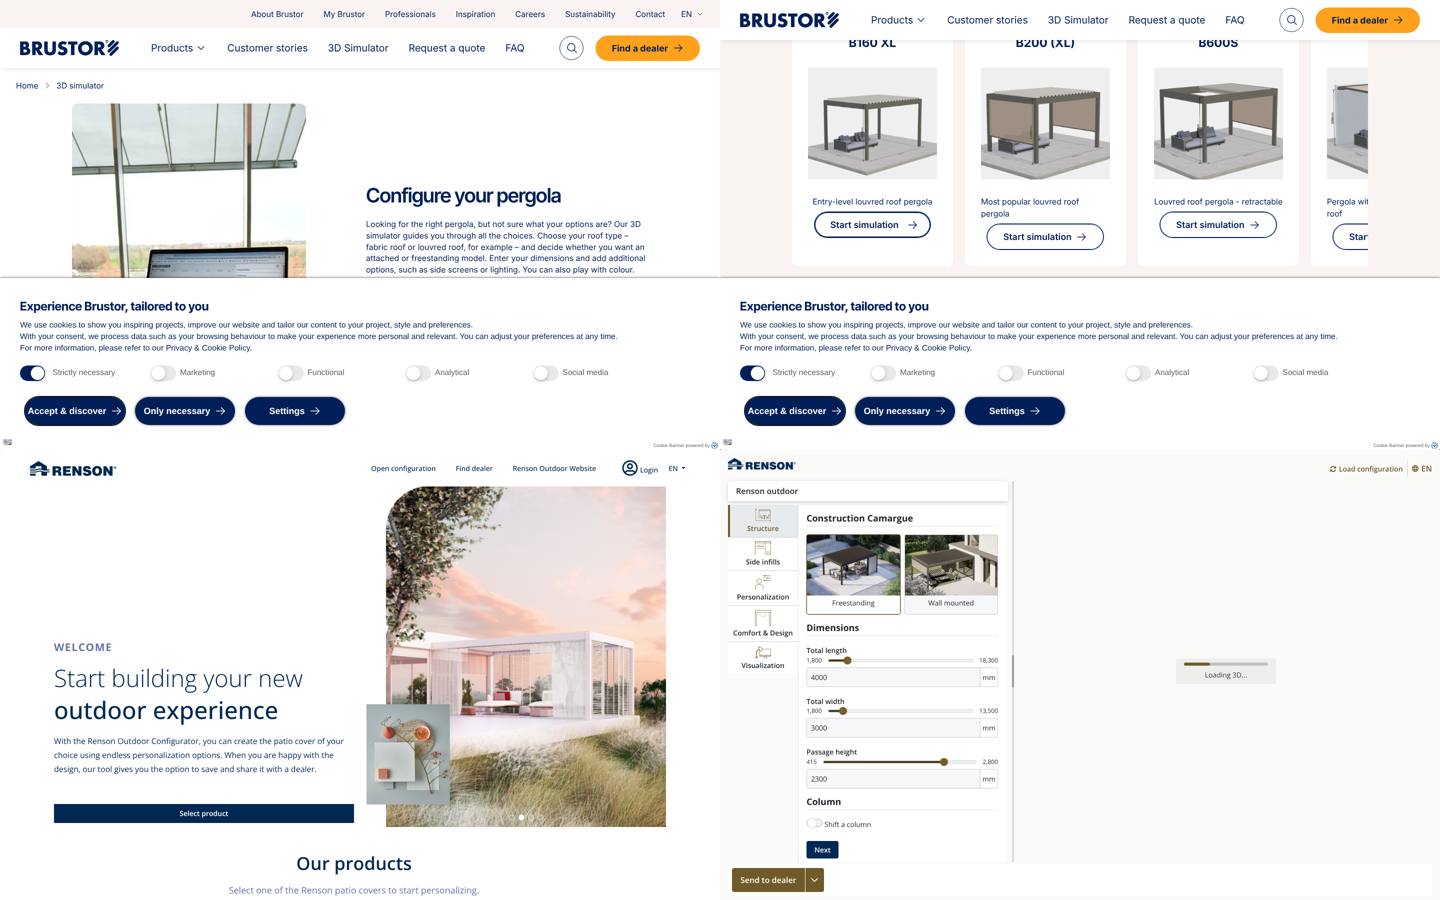 About Brustor
My Brustor
Professionals
Inspiration
Careers
Sustainability
Contact
EN
BRUSTOR
Products
Customer stories
3D Simulator
Request a quote
FAQ
Find a dealer
Home
3D simulator
Configure your pergola
Looking for the right pergola, but not sure what your options are? Our 3D
simulator guides you through all the choices. Choose your roof type –
fabric roof or louvred roof, for example – and decide whether you want an
attached or freestanding model. Enter your dimensions and add additional
options, such as side screens or lighting. You can also play with colour.
Experience Brustor, tailored to you
We use cookies to show you inspiring projects, improve our website and tailor our content to your project, style and preferences.
With your consent, we process data such as your browsing behaviour to make your experience more personal and relevant. You can adjust your preferences at any time.
For more information, please refer to our Privacy & Cookie Policy.
Strictly necessary
Marketing
Functional
Analytical
Social media
Accept & discover
Only necessary
Settings
Cookie Banner powered by
BRUSTOR
Products
Customer stories
3D Simulator
Request a quote
FAQ
Find a dealer
B160 XL
B200 (XL)
B600S
Entry-level louvred roof pergola
Start simulation
Most popular louvred roof
pergola
Start simulation
Louvred roof pergola - retractable
Start simulation
Pergola wit
roof
Star
Experience Brustor, tailored to you
We use cookies to show you inspiring projects, improve our website and tailor our content to your project, style and preferences.
With your consent, we process data such as your browsing behaviour to make your experience more personal and relevant. You can adjust your preferences at any time.
For more information, please refer to our Privacy & Cookie Policy.
Strictly necessary
Marketing
Functional
Analytical
Social media
Accept & discover
Only necessary
Settings
Cookie Banner powered by
RENSON
Open configuration
Find dealer
Renson Outdoor Website
Login
EN
WELCOME
Start building your new
outdoor experience
With the Renson Outdoor Configurator, you can create the patio cover of your
choice using endless personalization options. When you are happy with the
design, our tool gives you the option to save and share it with a dealer.
Select product
Our products
Select one of the Renson patio covers to start personalizing.
RENSON
Load configuration
EN
Renson outdoor
Structure
Side infills
Personalization
Comfort & Design
Visualization
Construction Camargue
Freestanding
Wall mounted
Dimensions
Total length
1,800
18,300
4000
mm
Total width
1,800
13,500
3000
mm
Passage height
415
2,800
2300
mm
Column
Shift a column
Next
Loading 3D...
Send to dealer